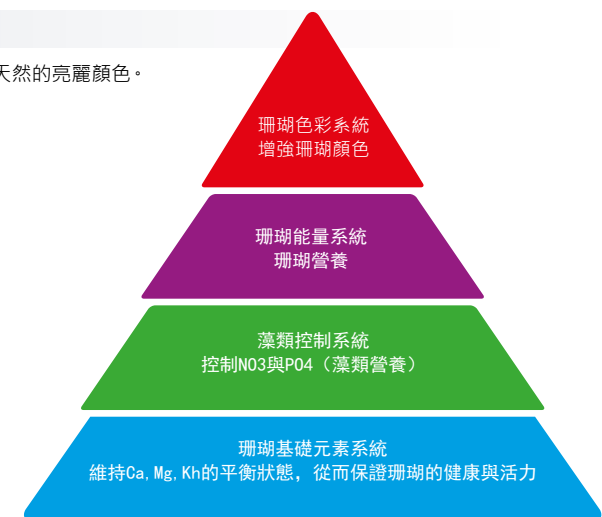 天然的亮麗顏色。
珊瑚色彩系統
增強珊瑚顏色
珊瑚能量系統
珊瑚營養
藻類控制系統
控制NO3與PO4（藻類營養）
珊瑚基礎元素系統
維持Ca,Mg,Kh的平衡狀態，從而保證珊瑚的健康與活力